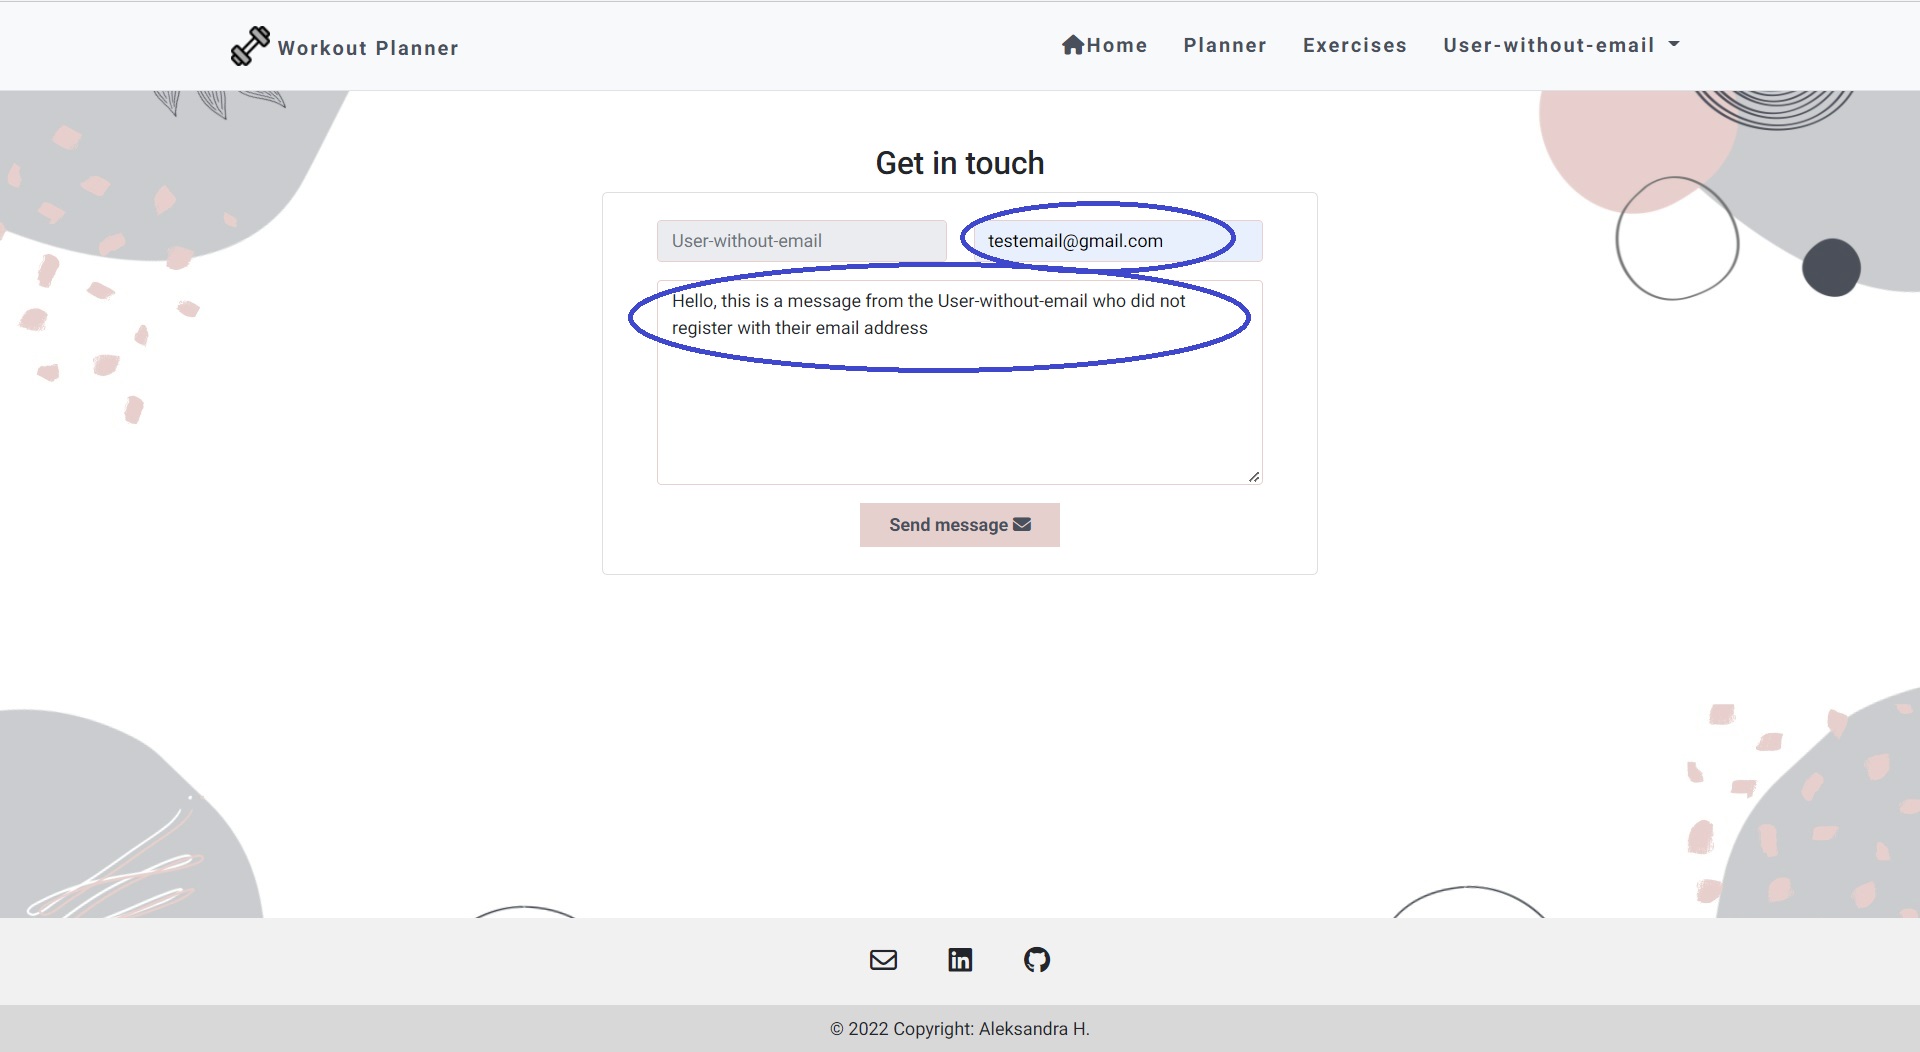 Workout Planner
Home Planner Exercises User-without-email
Get in touch
User-without-email testemail@gmail.com
Hello, this is a message from the User-without-email who did not
register with their email address
Send message
© 2022 Copyright: Aleksandra H.